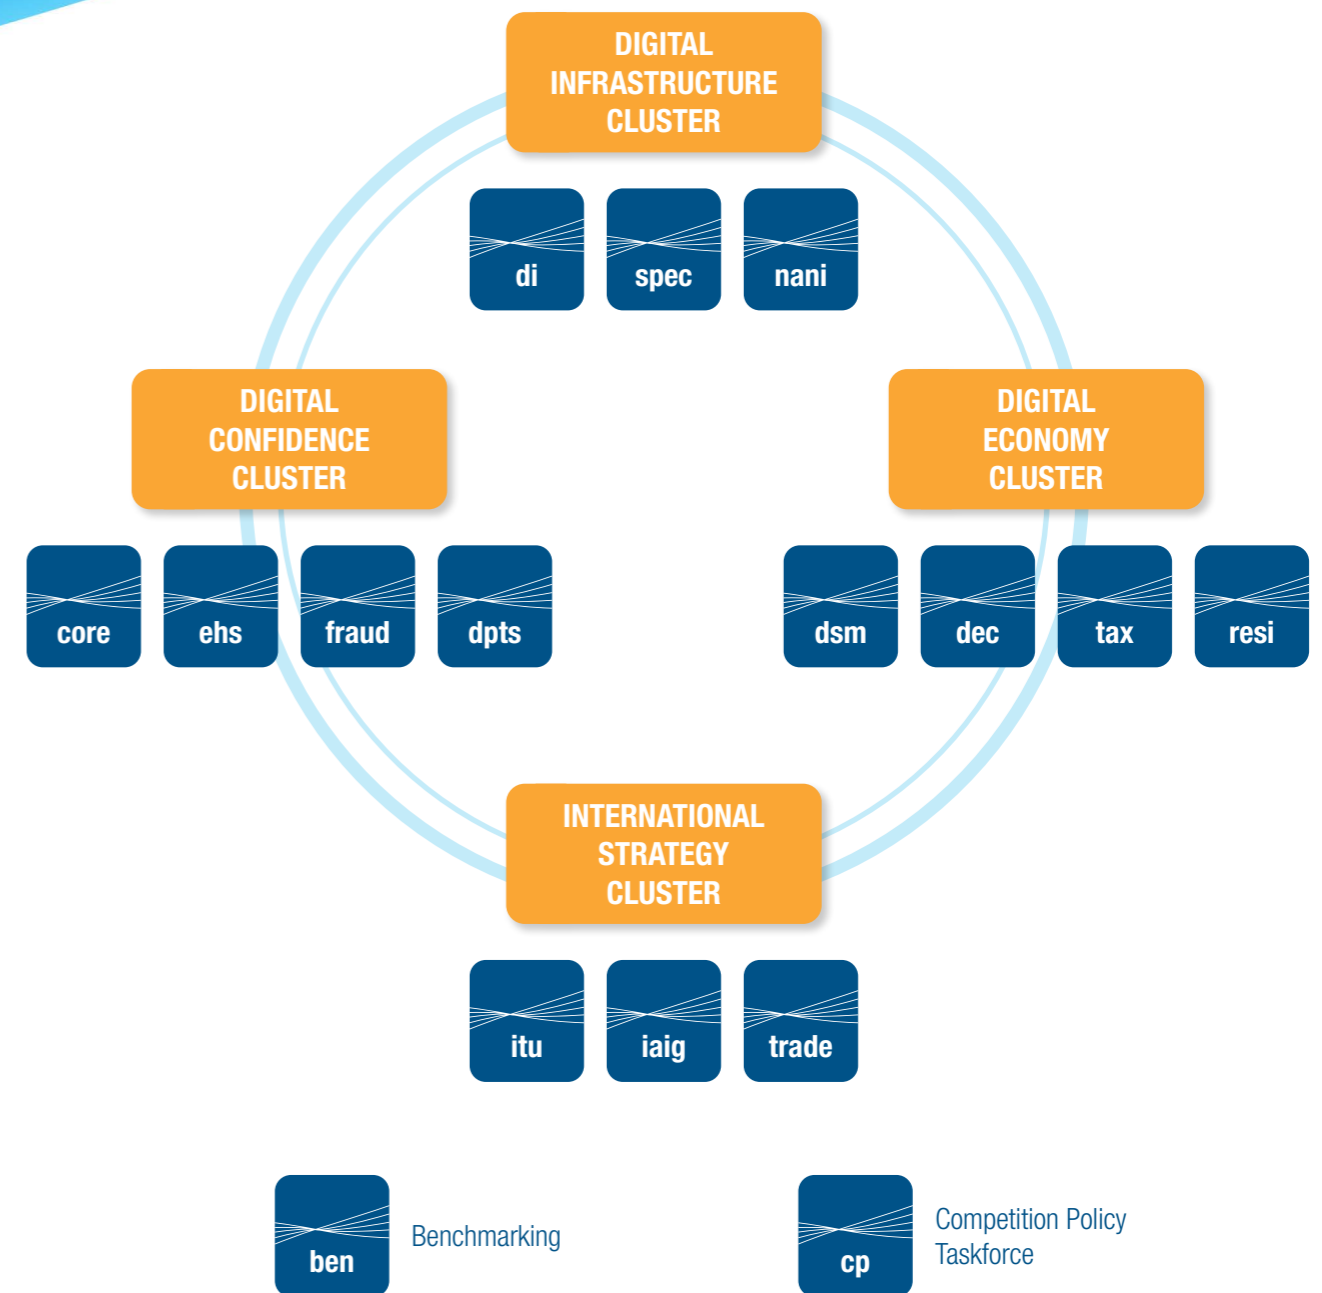 DIGITAL
INFRASTRUCTURE
CLUSTER
di
spec
nani
DIGITAL
CONFIDENCE
CLUSTER
DIGITAL
ECONOMY
CLUSTER
core
ehs
fraud
dpts
dsm
dec
tax
resi
INTERNATIONAL
STRATEGY
CLUSTER
itu
iaig
trade
ben
Benchmarking
cp
Competition Policy
Taskforce